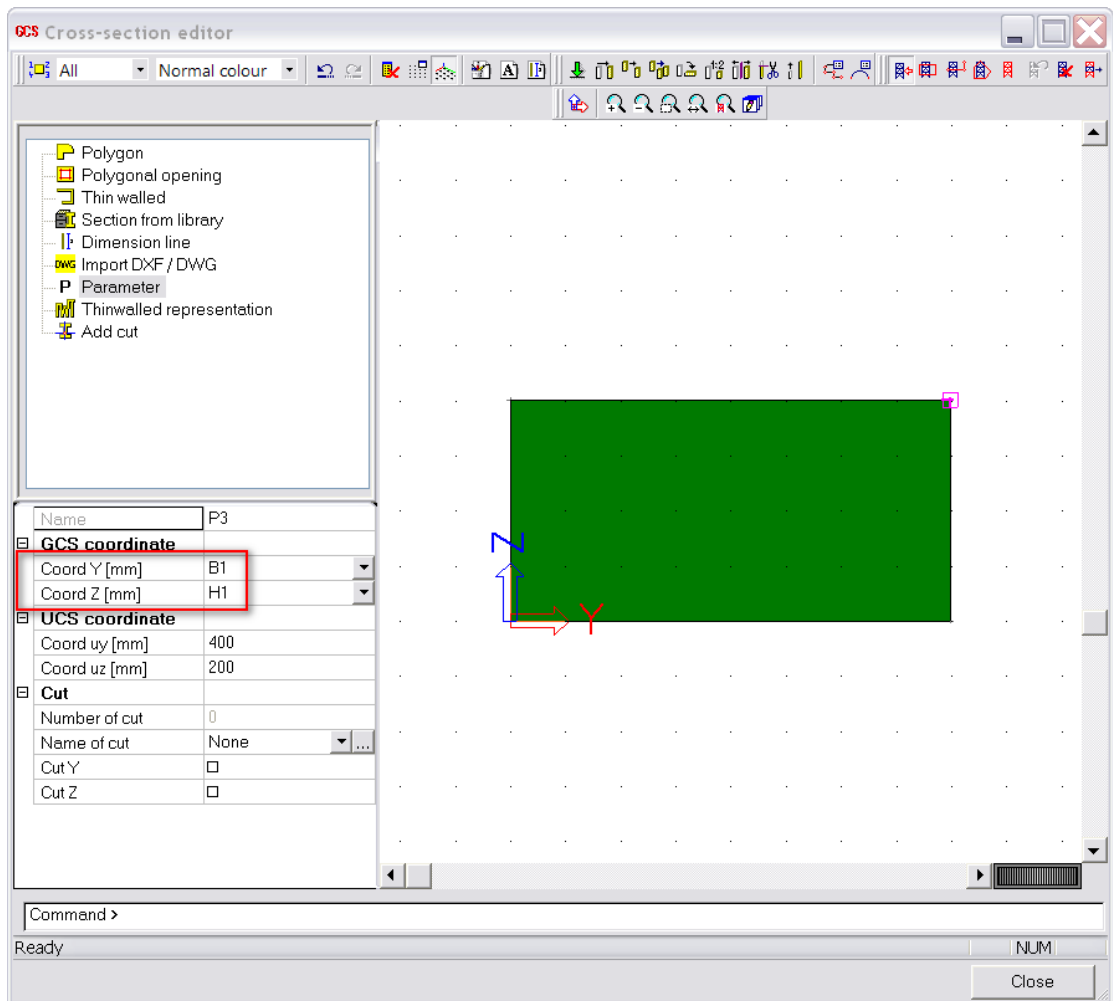 GCS Cross-section editor
All Normal colour
Polygon
Polygonal opening
Thin walled
Section from library
Dimension line
DWG Import DXF / DWG
P Parameter
Thinwalled representation
Add cut
Name P3
GCS coordinate
Coord Y [mm] B1
Coord Z [mm] H1
UCS coordinate
Coord uy [mm] 400
Coord uz [mm] 200
Cut
Number of cut 0
Name of cut None ...
Cut Y
Cut Z
Z
Y
Command >
Ready NUM
Close